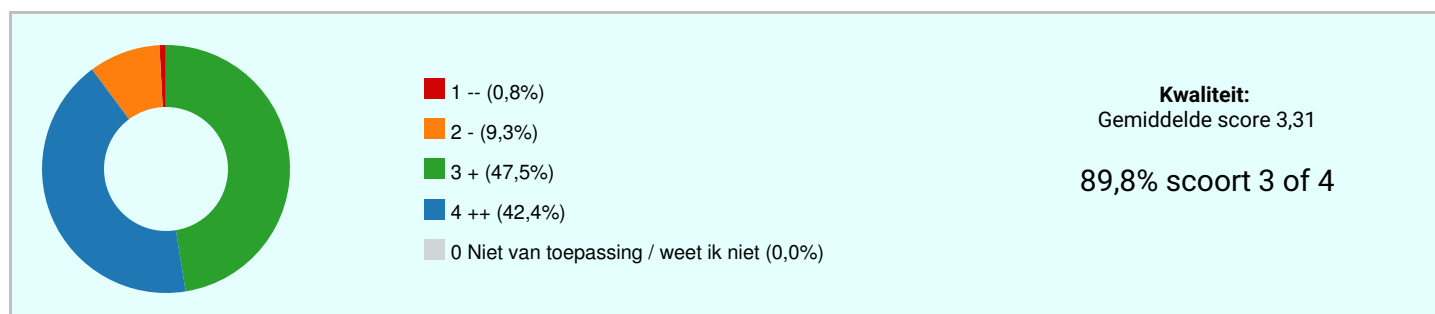 1 -- (0,8%)
2 - (9,3%)
3 + (47,5%)
4 ++ (42,4%)
0 Niet van toepassing / weet ik niet (0,0%)
Kwaliteit:
Gemiddelde score 3,31
89,8% scoort 3 of 4